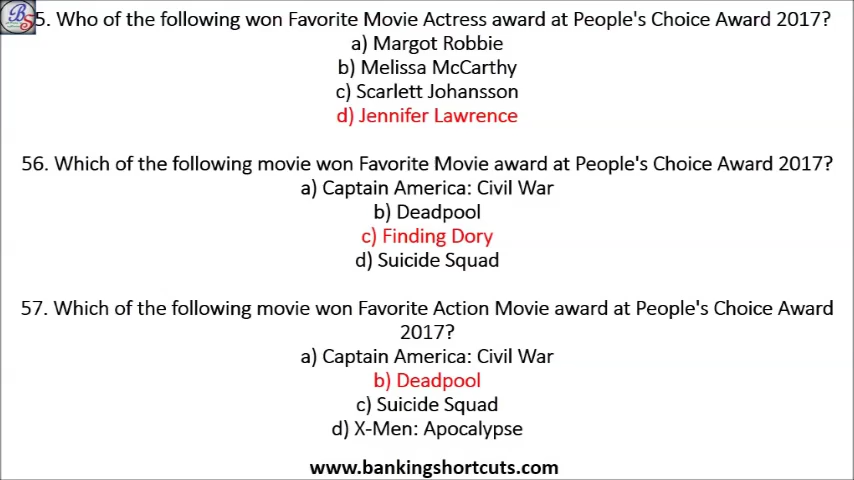 5. Who of the following won Favorite Movie Actress award at People's Choice Award 2017?
a) Margot Robbie
b) Melissa McCarthy
c) Scarlett Johansson
d) Jennifer Lawrence
56. Which of the following movie won Favorite Movie award at People's Choice Award 2017?
a) Captain America: Civil War
b) Deadpool
c) Finding Dory
d) Suicide Squad
57. Which of the following movie won Favorite Action Movie award at People's Choice Award
2017?
a) Captain America: Civil War
b) Deadpool
c) Suicide Squad
d) X-Men: Apocalypse
www.bankingshortcuts.com